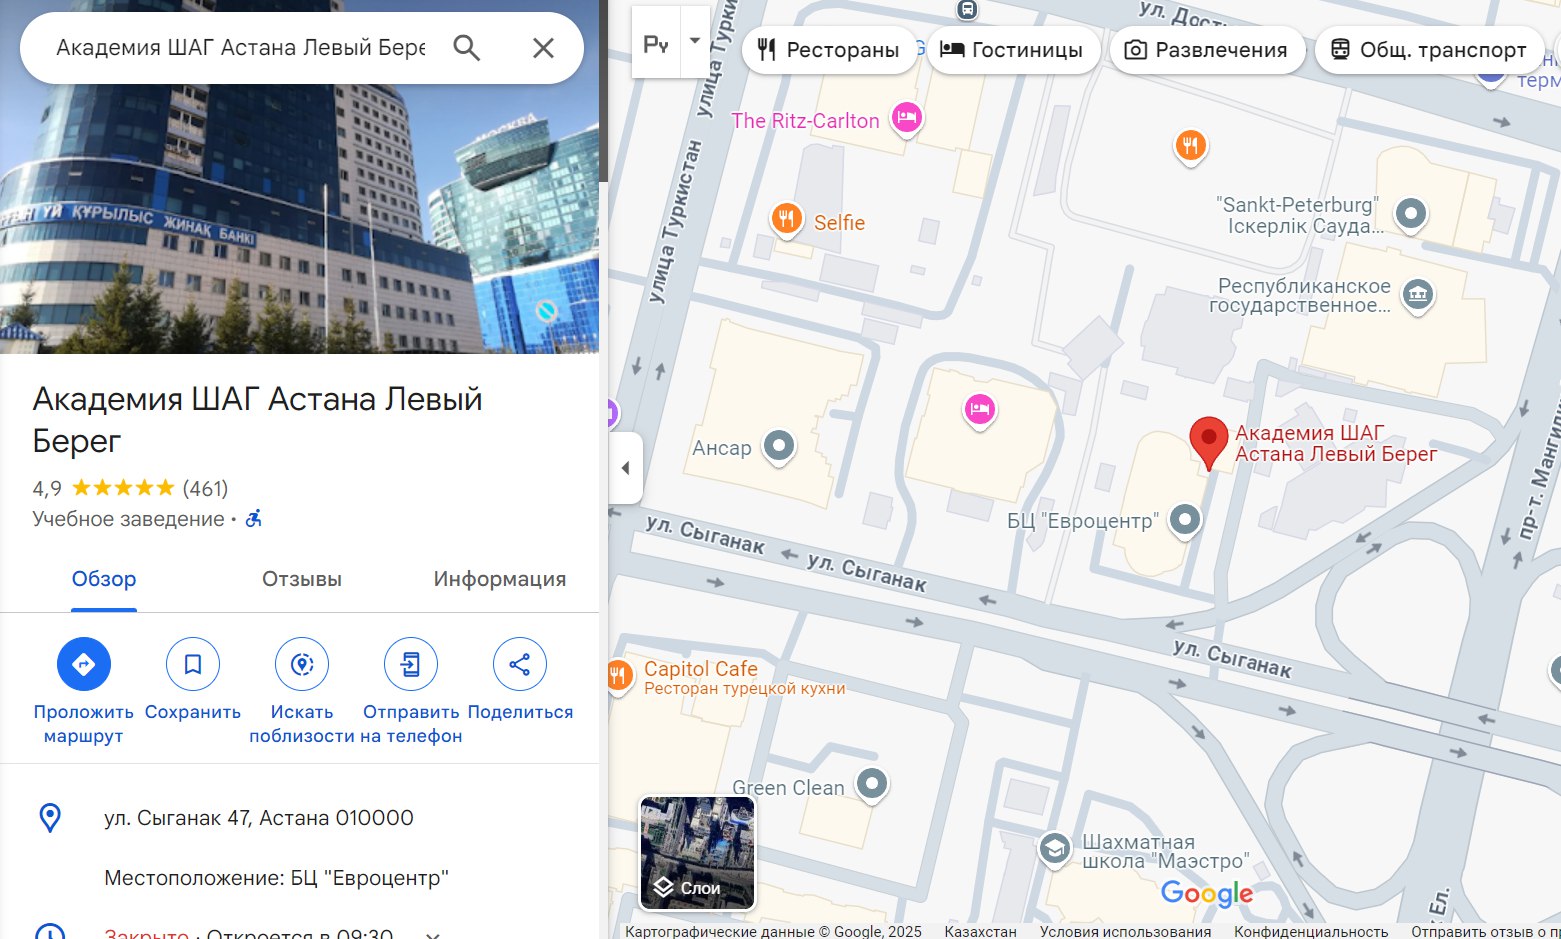 Академия ШАГ Астана Левый Бере
МОСКВА
ҮЙ ҚҰРЫЛЫС ЖИНАҚ БАНКІ
Академия ШАГ Астана Левый
Берег
4,9 (461)
Учебное заведение ·
Обзор
Отзывы
Информация
Проложить
маршрут
Сохранить
Искать
поблизости
Отправить
на телефон
Поделиться
ул. Сыганак 47, Астана 010000
Местоположение: БЦ "Евроцентр"
Закрыто · Откроется в 09:30
Ру
Рестораны
Гостиницы
Развлечения
Общ. транспорт
ул. Дост
улица Турки
The Ritz-Carlton
G
терм
улица Туркистан
Selfie
"Sankt-Peterburg"
Іскерлік Сауда...
Республиканское
государственное...
Ансар
Академия ШАГ
Астана Левый Берег
БЦ "Евроцентр"
пр-т. Мангили
ул. Сыганак
ул. Сыганак
ул. Сыганак
Capitol Cafe
Ресторан турецкой кухни
Green Clean
Шахматная
школа "Маэстро"
Слои
Google
к Ел.
Картографические данные © Google, 2025
Казахстан
Условия использования
Конфиденциальность
Отправить отзыв о п